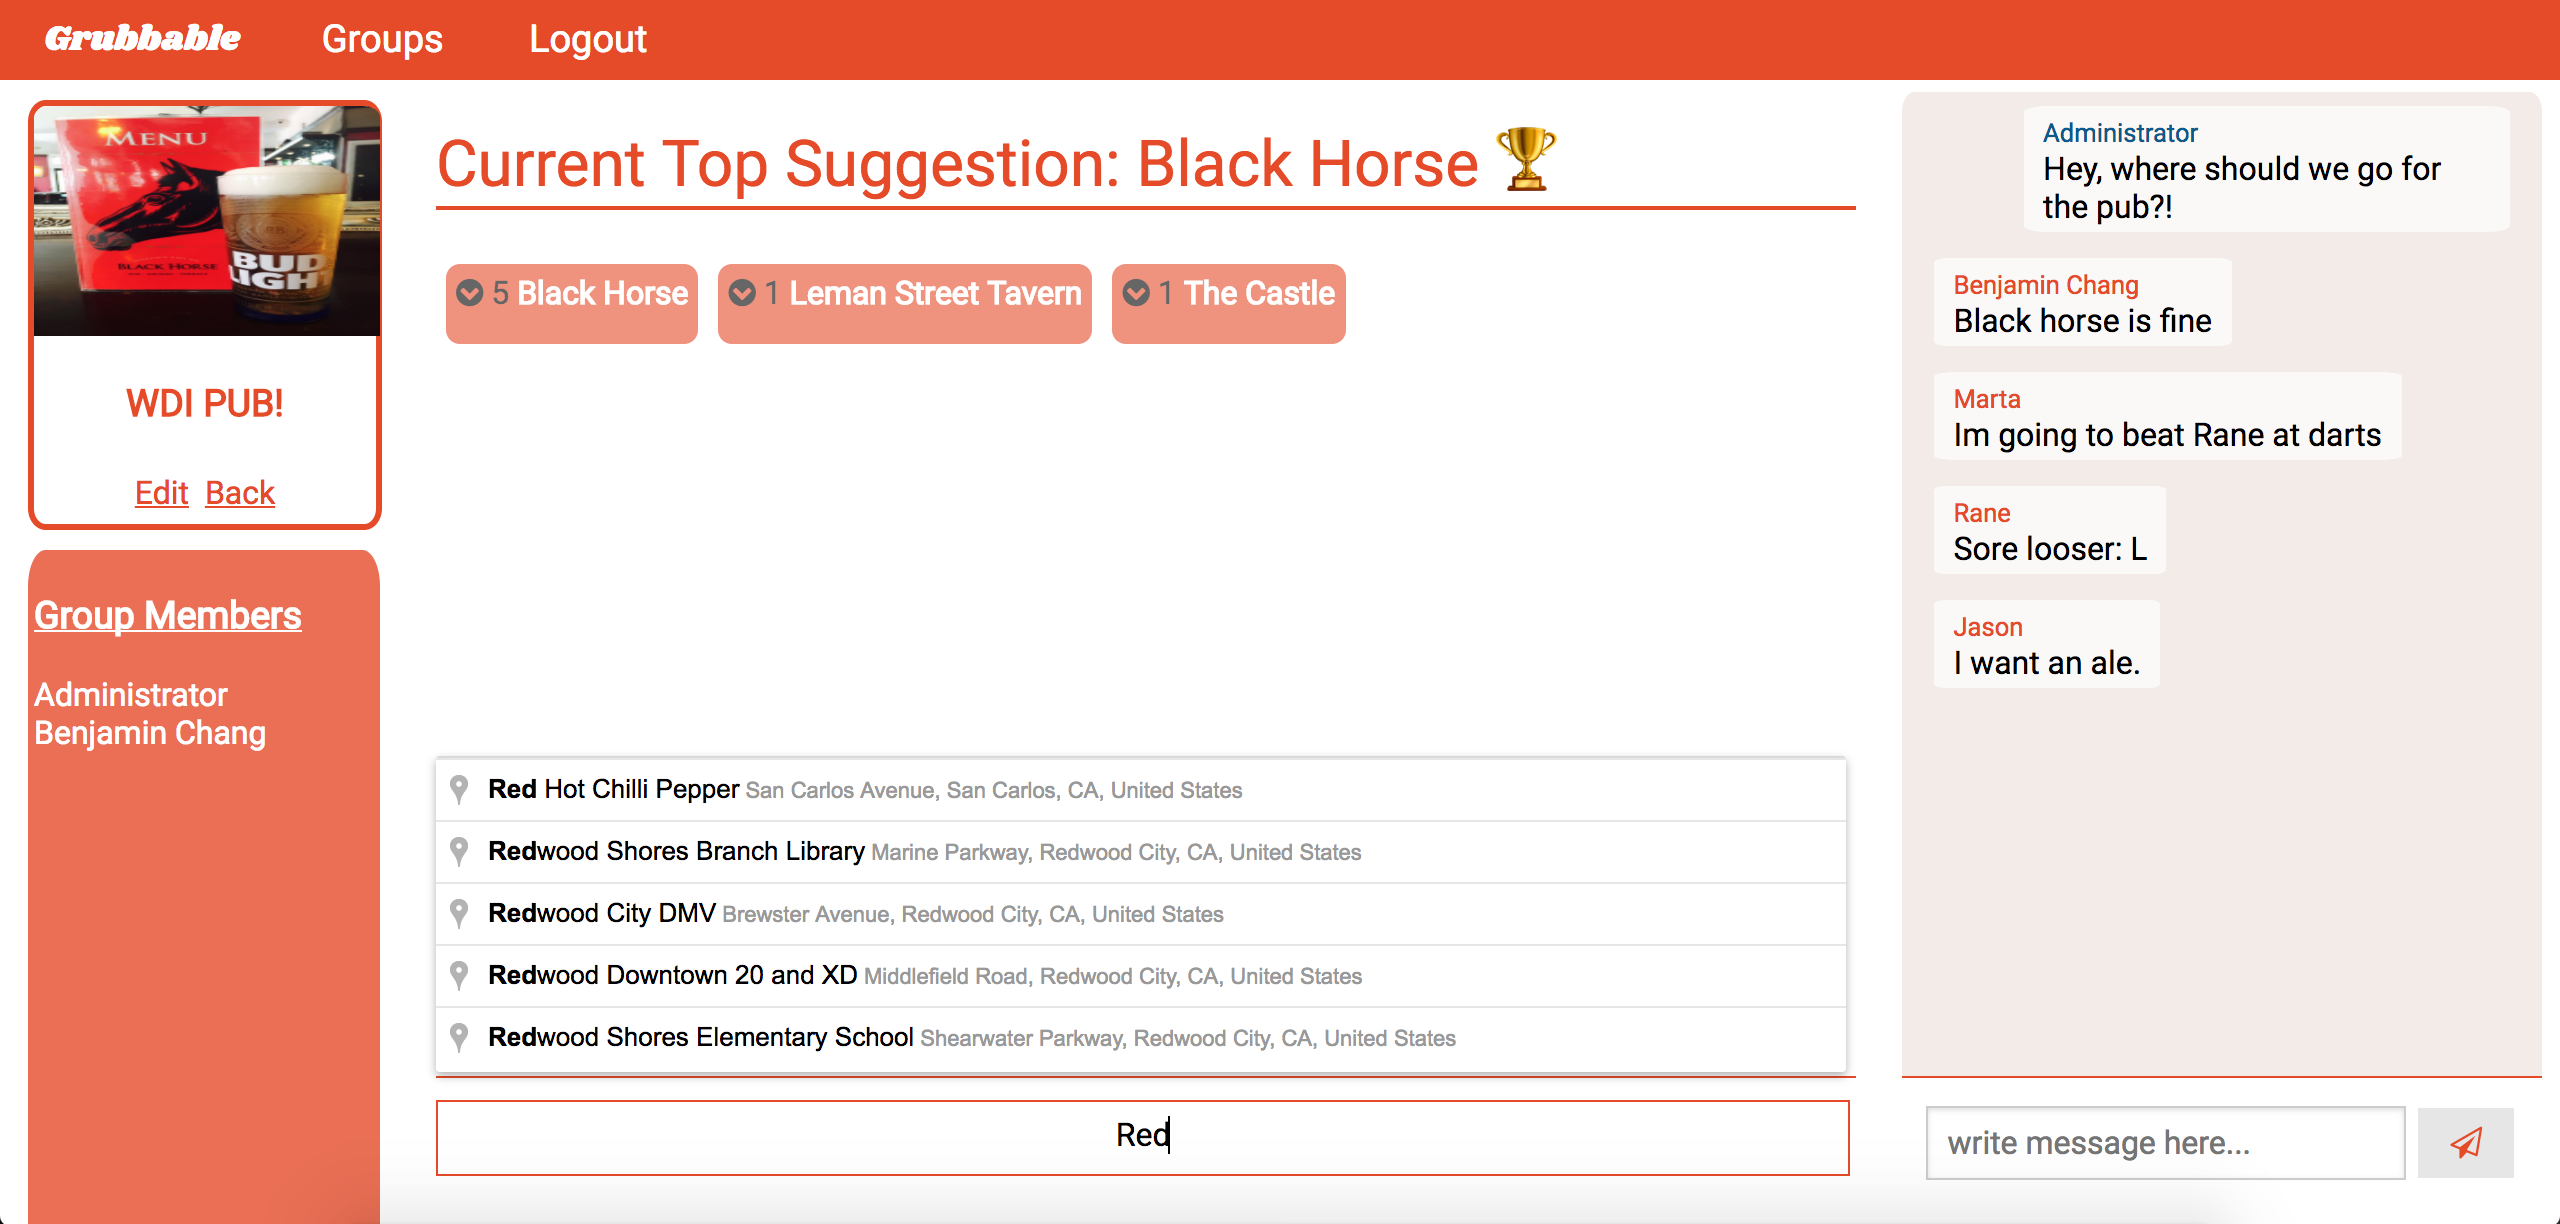 Grubbable Groups Logout
MENU
BLACK HORSE
BUD
LIGH
WDI PUB!
Edit Back
Group Members
Administrator
Benjamin Chang
Current Top Suggestion: Black Horse 🏆
5 Black Horse
1 Leman Street Tavern
1 The Castle
Red Hot Chilli Pepper San Carlos Avenue, San Carlos, CA, United States
Redwood Shores Branch Library Marine Parkway, Redwood City, CA, United States
Redwood City DMV Brewster Avenue, Redwood City, CA, United States
Redwood Downtown 20 and XD Middlefield Road, Redwood City, CA, United States
Redwood Shores Elementary School Shearwater Parkway, Redwood City, CA, United States
Red
Administrator
Hey, where should we go for
the pub?!
Benjamin Chang
Black horse is fine
Marta
Im going to beat Rane at darts
Rane
Sore looser: L
Jason
I want an ale.
write message here...